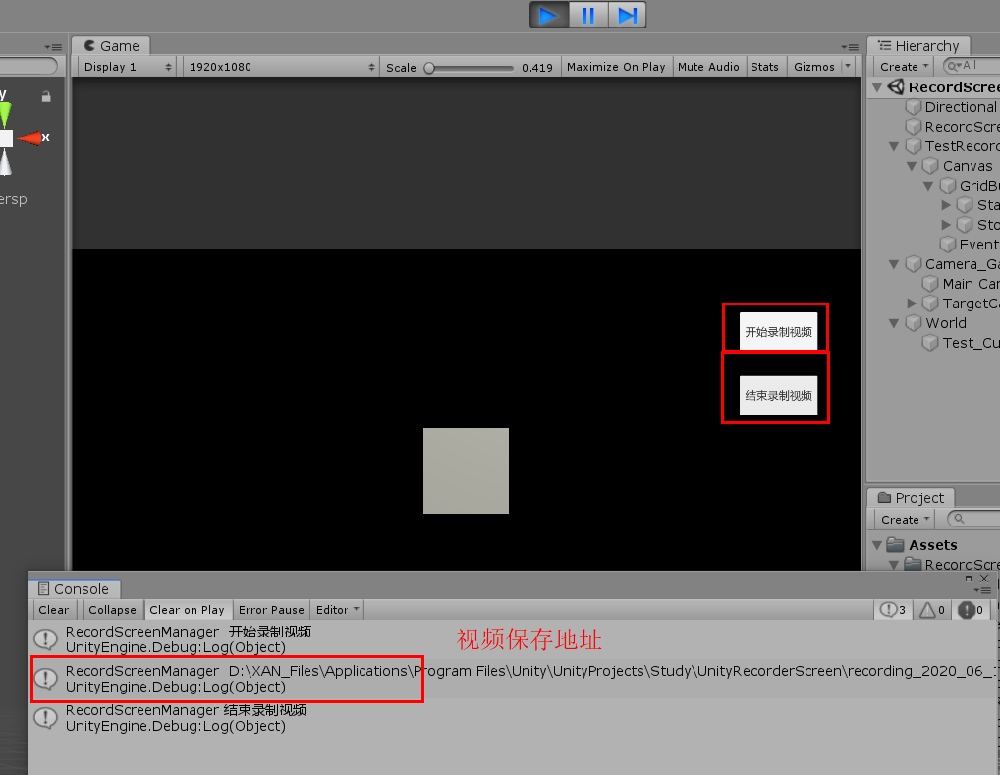 Game
Hierarchy
Display 1
1920x1080
Scale
0.419
Maximize On Play
Mute Audio
Stats
Gizmos
Create
All
y
x
ersp
RecordScree
Directional
RecordScre
TestRecord
Canvas
GridBu
Sta
Sto
Event
Camera_Ga
Main Can
TargetCa
World
Test_Cu
开始录制视频
结束录制视频
Project
Create
Assets
RecordScre
Console
Clear
Collapse
Clear on Play
Error Pause
Editor
3
0
0
RecordScreenManager 开始录制视频
UnityEngine.Debug:Log(Object)
视频保存地址
RecordScreenManager D:\XAN_Files\Applications\Program Files\Unity\UnityProjects\Study\UnityRecorderScreen\recording_2020_06_
UnityEngine.Debug:Log(Object)
RecordScreenManager 结束录制视频
UnityEngine.Debug:Log(Object)